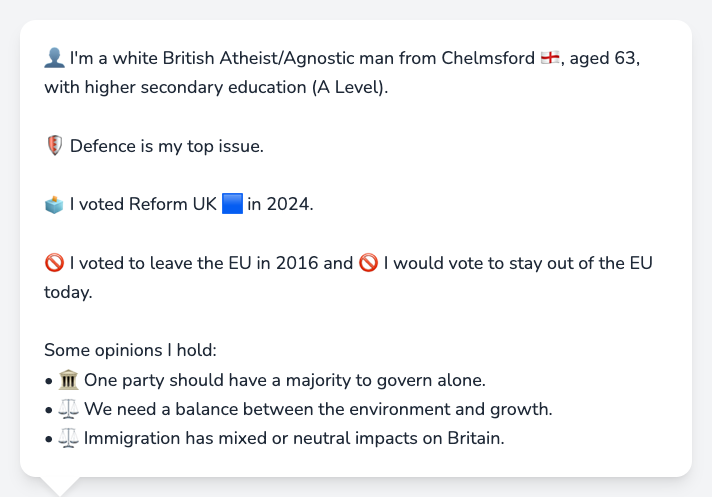 👤 I'm a white British Atheist/Agnostic man from Chelmsford 🏴󠁧󠁢󠁥󠁮󠁧󠁿, aged 63,
with higher secondary education (A Level).
🛡️ Defence is my top issue.
🗳️ I voted Reform UK 🟦 in 2024.
🚫 I voted to leave the EU in 2016 and 🚫 I would vote to stay out of the EU
today.
Some opinions I hold:
• 🏛️ One party should have a majority to govern alone.
• ⚖️ We need a balance between the environment and growth.
• ⚖️ Immigration has mixed or neutral impacts on Britain.